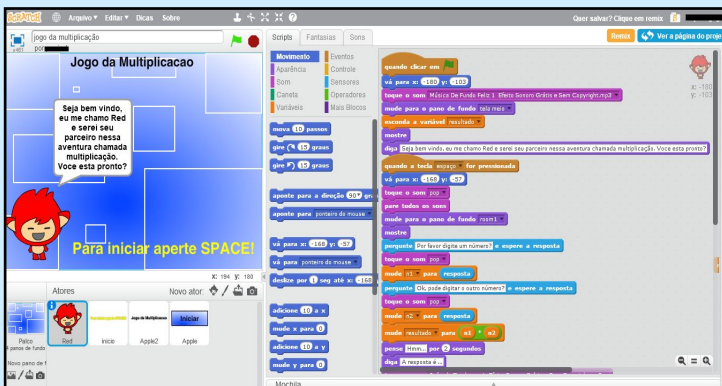 SCRATCH
Arquivo
Editar
Dicas
Sobre
Quer salvar? Clique em remix
jogo da multiplicação
por
v461
Scripts
Fantasias
Sons
Remix
Ver a página do proje
Jogo da Multiplicacao
Seja bem vindo,
eu me chamo Red
e serei seu
parceiro nessa
aventura chamada
multiplicação.
Voce esta pronto?
Para iniciar aperte SPACE!
X: 194 Y: 180
Movimento
Aparência
Som
Caneta
Variáveis
Eventos
Controle
Sensores
Operadores
Mais Blocos
mova 10 passos
gire 15 graus
gire 15 graus
aponte para a direção 90 gra
aponte para ponteiro do mouse
vá para x: -168 y: -57
vá para ponteiro do mouse
deslize por 1 seg até x: -168
adicione 10 a x
mude x para 0
adicione 10 a y
mude y para 0
quando clicar em
vá para x: -180 y: -103
toque o som Música De Fundo Feliz 1 Efeito Sonoro Grátis e Sem Copyright.mp3
mude para o pano de fundo tela meio
esconda a variável resultado
mostre
diga Seja bem vindo, eu me chamo Red e serei seu parceiro nessa aventura chamada multiplicação. Voce esta pronto?
quando a tecla espaço for pressionada
vá para x: -168 y: -57
toque o som pop
pare todos os sons
mude para o pano de fundo room1
mostre
pergunte Por favor digite um número? e espere a resposta
toque o som pop
mude n1 para resposta
pergunte Ok, pode digitar o outro número? e espere a resposta
toque o som pop
mude n2 para resposta
mude resultado para n1 * n2
pense Hmm... por 2 segundos
diga A resposta é ...
x: -180
y: -103
Atores
Novo ator:
Palco
4 panos de fundo
Novo pano de f
Red
inicio
Apple2
Iniciar
Apple
Mochila